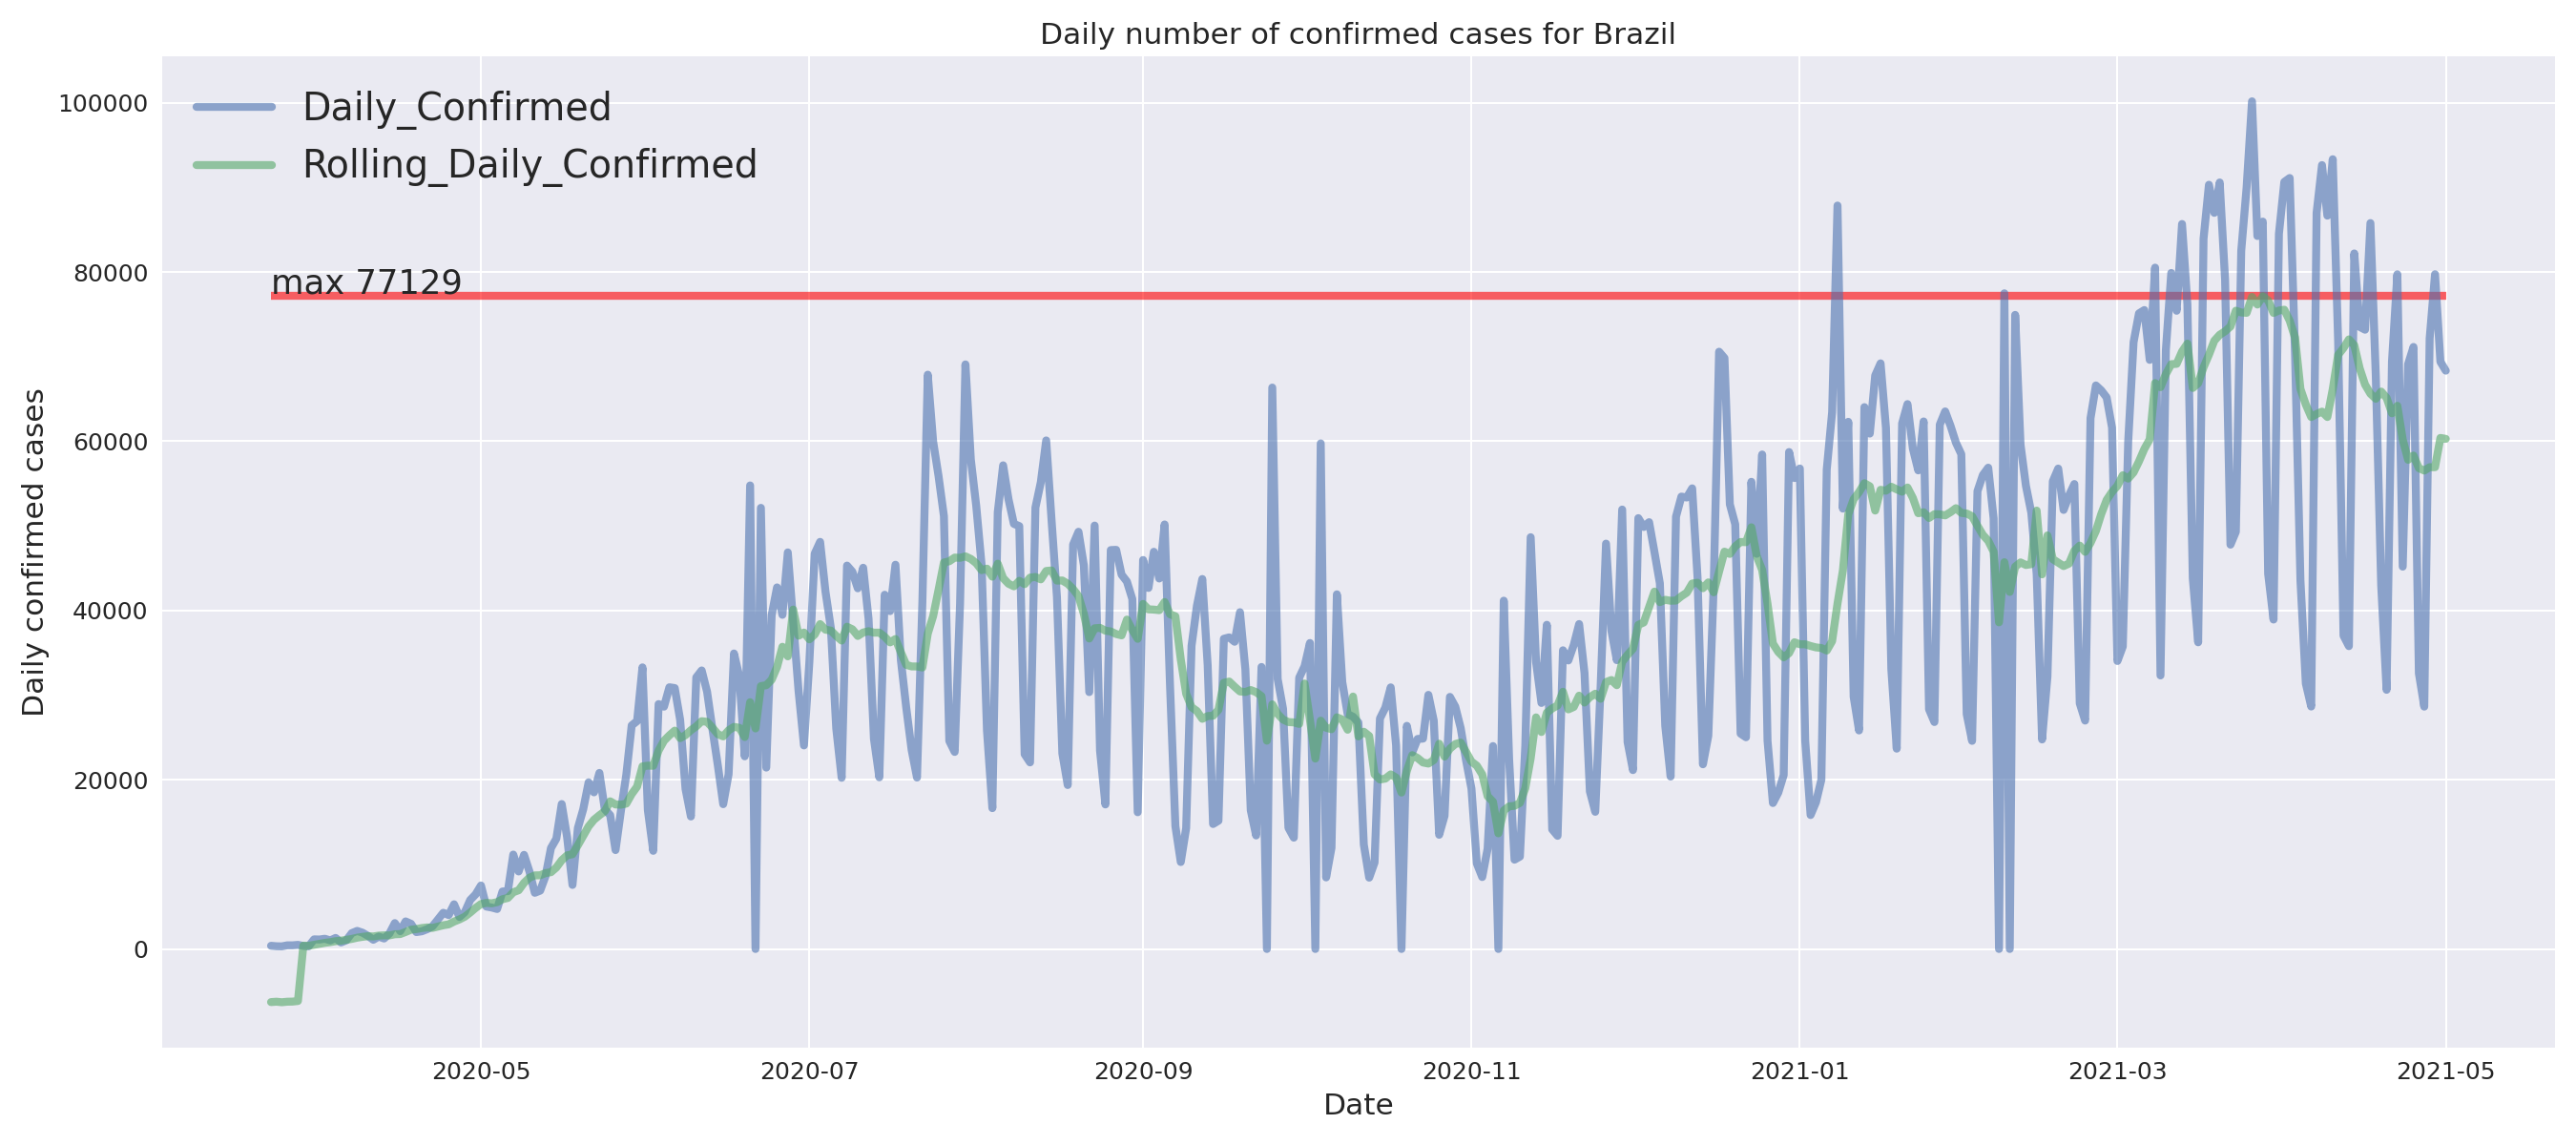 Daily number of confirmed cases for Brazil
100000
80000
60000
40000
20000
0
Daily confirmed cases
Daily_Confirmed
Rolling_Daily_Confirmed
max 77129
2020-05
2020-07
2020-09
2020-11
2021-01
2021-03
2021-05
Date